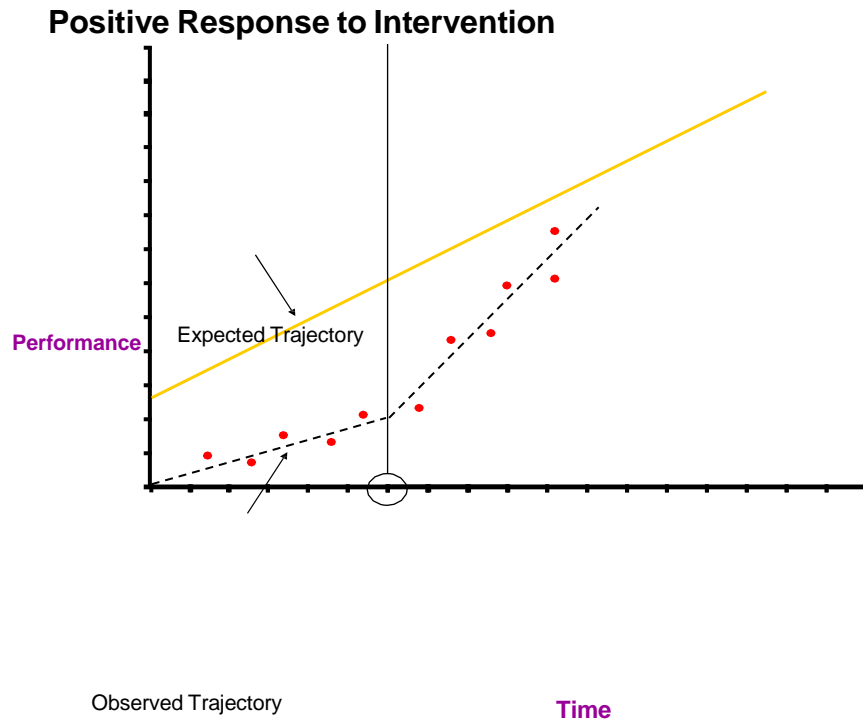 Positive Response to Intervention
Expected Trajectory
Performance
Observed Trajectory
Time